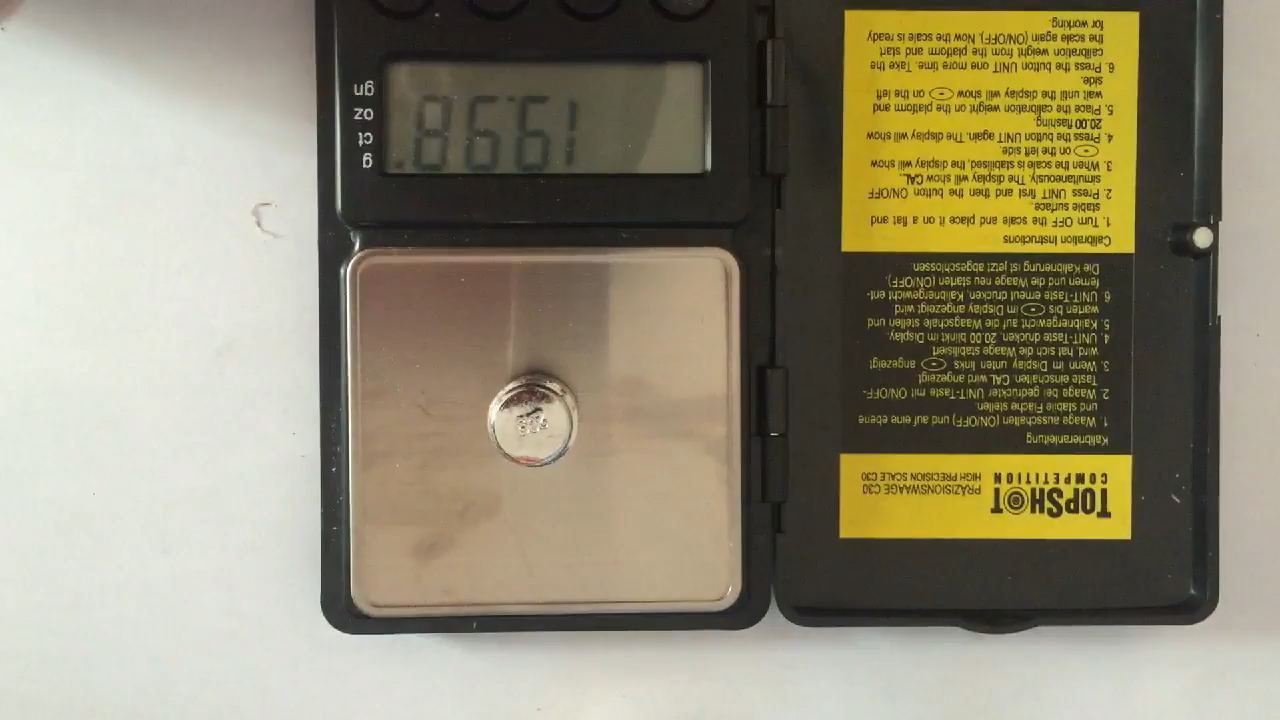 TOPSHOT
COMPETITION
PRÄZISIONSWAAGE C30
HIGH PRECISION SCALE C30
Kalibrieranleitung
1. Waage ausschalten (ON/OFF) und auf eine ebene
und stabile Fläche stellen.
2. Waage bei gedrückter UNIT-Taste mit ON/OFF-
Taste einschalten. CAL wird angezeigt
3. Wenn im Display unten links angezeigt
wird, hat sich die Waage stabilisiert
4. UNIT-Taste drücken. 20.00 blinkt im Display.
5. Kalibriergewicht auf die Waagschale stellen und
warten bis im Display angezeigt wird
6. UNIT-Taste erneut drücken, Kalibriergewicht ent-
fernen und die Waage neu starten (ON/OFF).
Die Kalibrierung ist jetzt abgeschlossen
Calibration Instructions
1. Turn OFF the scale and place it on a flat and
stable surface.
2. Press UNIT first and then the button ON/OFF
simultaneously. The display will show CAL.
3. When the scale is stabilised, the display will show
on the left side.
4. Press the button UNIT again. The display will show
20.00 flashing.
5. Place the calibration weight on the platform and
wait until the display will show on the left
side.
6. Press the button UNIT one more time. Take the
calibration weight from the platform and start
the scale again (ON/OFF). Now the scale is ready
for working.
19.98
g
ct
oz
gn